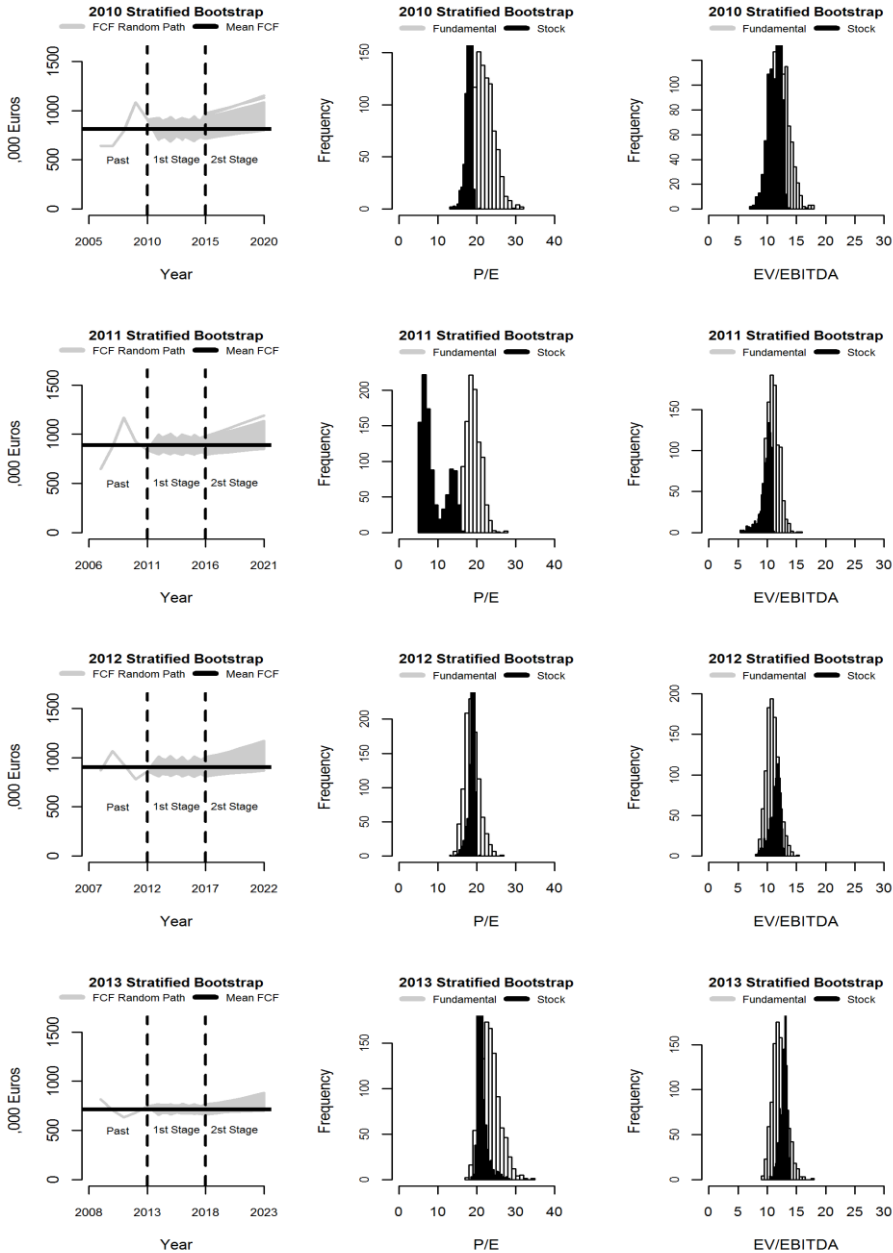 2010 Stratified Bootstrap
FCF Random Path Mean FCF
,000 Euros
0 500 1000 1500
Past 1st Stage 2st Stage
2005 2010 2015 2020
Year
2010 Stratified Bootstrap
Fundamental Stock
Frequency
0 50 100 150
0 10 20 30 40
P/E
2010 Stratified Bootstrap
Fundamental Stock
Frequency
0 20 40 60 80 100
0 5 10 15 20 25 30
EV/EBITDA
2011 Stratified Bootstrap
FCF Random Path Mean FCF
,000 Euros
0 500 1000 1500
Past 1st Stage 2st Stage
2006 2011 2016 2021
Year
2011 Stratified Bootstrap
Fundamental Stock
Frequency
0 50 100 150 200
0 10 20 30 40
P/E
2011 Stratified Bootstrap
Fundamental Stock
Frequency
0 50 100 150
0 5 10 15 20 25 30
EV/EBITDA
2012 Stratified Bootstrap
FCF Random Path Mean FCF
,000 Euros
0 500 1000 1500
Past 1st Stage 2st Stage
2007 2012 2017 2022
Year
2012 Stratified Bootstrap
Fundamental Stock
Frequency
0 50 100 150 200
0 10 20 30 40
P/E
2012 Stratified Bootstrap
Fundamental Stock
Frequency
0 50 100 150 200
0 5 10 15 20 25 30
EV/EBITDA
2013 Stratified Bootstrap
FCF Random Path Mean FCF
,000 Euros
0 500 1000 1500
Past 1st Stage 2st Stage
2008 2013 2018 2023
Year
2013 Stratified Bootstrap
Fundamental Stock
Frequency
0 50 100 150
0 10 20 30 40
P/E
2013 Stratified Bootstrap
Fundamental Stock
Frequency
0 50 100 150
0 5 10 15 20 25 30
EV/EBITDA